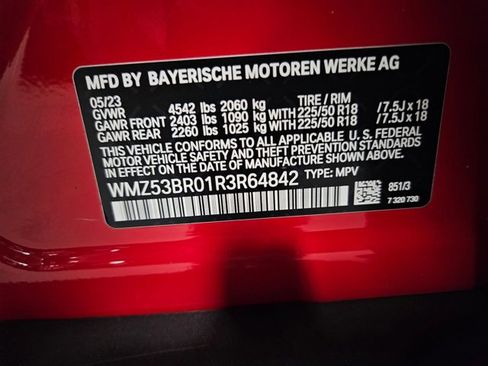 MFD BY BAYERISCHE MOTOREN WERKE AG
05/23 TIRE / RIM
GVWR 4542 lbs 2060 kg
GAWR FRONT 2403 lbs 1090 kg WITH 225/50 R18 /7.5J x 18
GAWR REAR 2260 lbs 1025 kg WITH 225/50 R18 /7.5J x 18
THIS VEHICLE CONFORMS TO ALL APPLICABLE U.S. FEDERAL
MOTOR VEHICLE SAFETY AND THEFT PREVENTION STANDARDS
IN EFFECT ON THE DATE OF MANUFACTURE SHOWN ABOVE.
WMZ53BR01R3R64842 TYPE: MPV
851/3
7 320 730